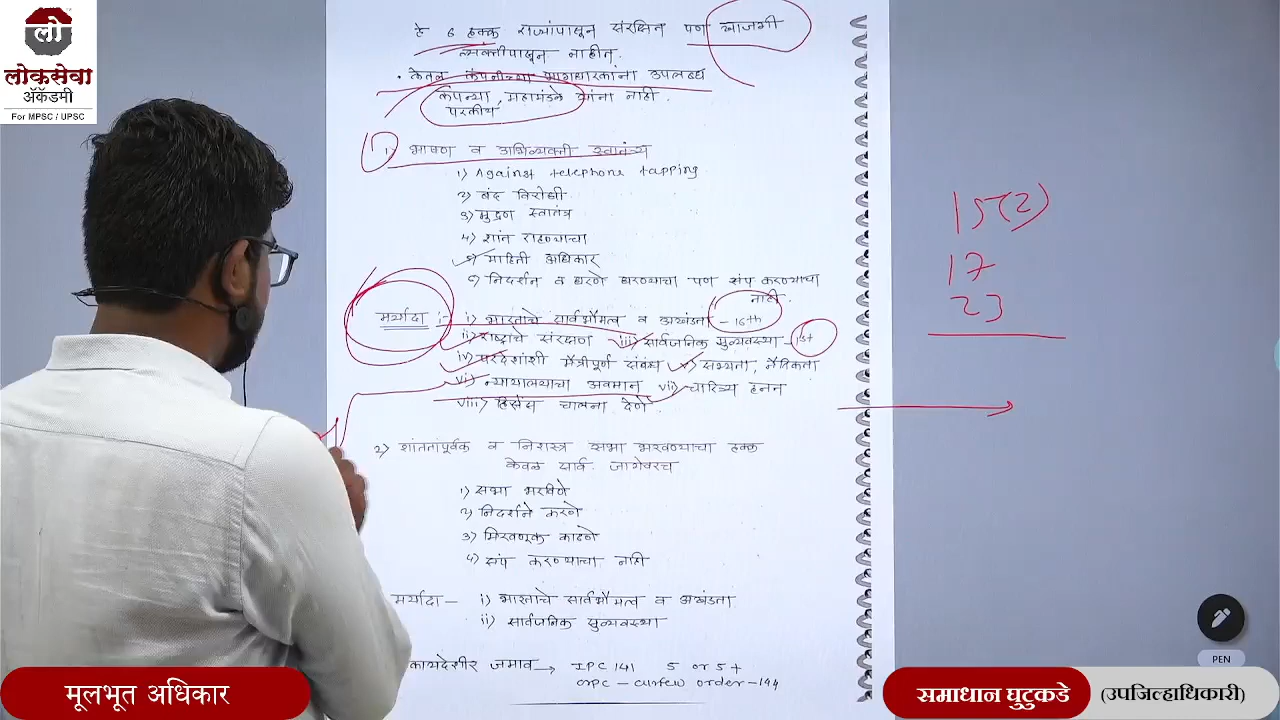 लो
लोकसेवा
ॲकॅडमी
For MPSC / UPSC
हे 6 हक्क राज्यांपासून संरक्षित पण खाजगी
व्यक्तीपासून नाहीत.
• केवळ कंपनीच्या भागधारकांना उपलब्ध
कंपन्या, महामंडळे यांना नाही.
परकीय
1) भाषण व अभिव्यक्ती स्वातंत्र्य
1) Against telephone tapping
2) बंद विरोधी
3) मुद्रण स्वातंत्र
4) शांत राहण्याचा
5) माहिती अधिकार
6) निदर्शन व धरणे धरण्याचा पण संप करण्याचा
नाही.
मर्यादा :- i) भारताचे सार्वभौमत्व व अखंडता - 16th
ii) राष्ट्राचे संरक्षण iii) सार्वजनिक सुव्यवस्था - 1st
iv) परदेशांशी मैत्रीपूर्ण संबंध v) सभ्यता, नैतिकता
vi) न्यायालयाचा अवमान vii) चारित्र्य हनन
viii) हिंसेस चालना देणे
2) शांततापूर्वक व निशस्त्र सभा भरवण्याचा हक्क
केवळ सार्व. जागेवरच
1) सभा भरविणे
2) निदर्शने करणे
3) मिरवणूक काढणे
4) संप करण्याचा नाही
मर्यादा - i) भारताचे सार्वभौमत्व व अखंडता
ii) सार्वजनिक सुव्यवस्था
कायदेशीर जमाव → IPC 141 5 or 5+
crpc - curfew order - 144
15(2)
17
23
PEN
मूलभूत अधिकार
समाधान घुटुकडे (उपजिल्हाधिकारी)